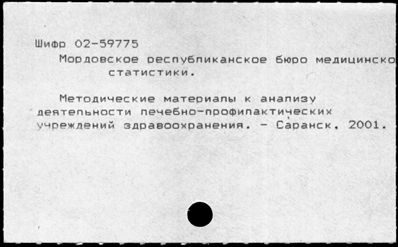 Шифр 02-59775
Мордовское республиканское бюро медицинско
статистики.
Методические материалы к анализу
деятельности лечебно-профилактических
учреждений здравоохранения. - Саранск, 2001.